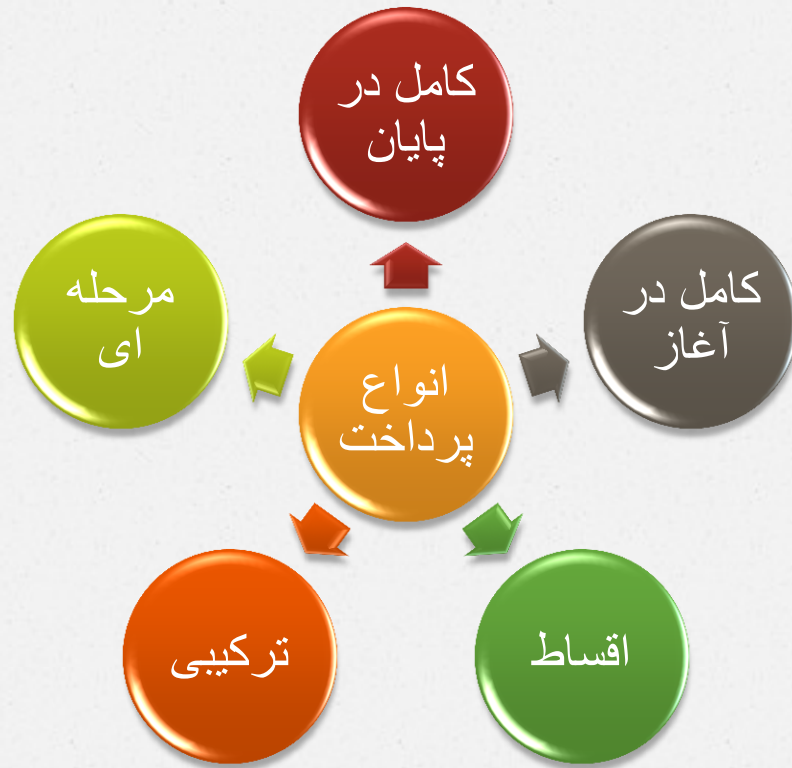 کامل در
پایان
کامل در
آغاز
مرحله
ای
انواع
پرداخت
اقساط
ترکیبی